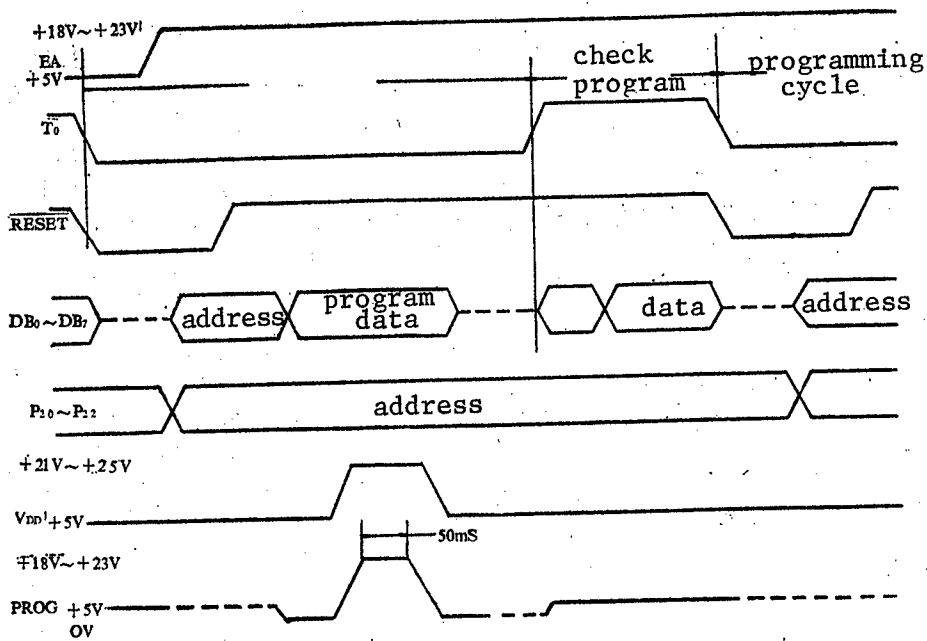 +18V~+23V
EA
+5V
check
program
programming
cycle
T₀
RESET
DB₀~DB₇
address
program
data
data
address
P₂₀~P₂₂
address
+21V~+25V
VDD +5V
50mS
+18V~+23V
PROG +5V
OV